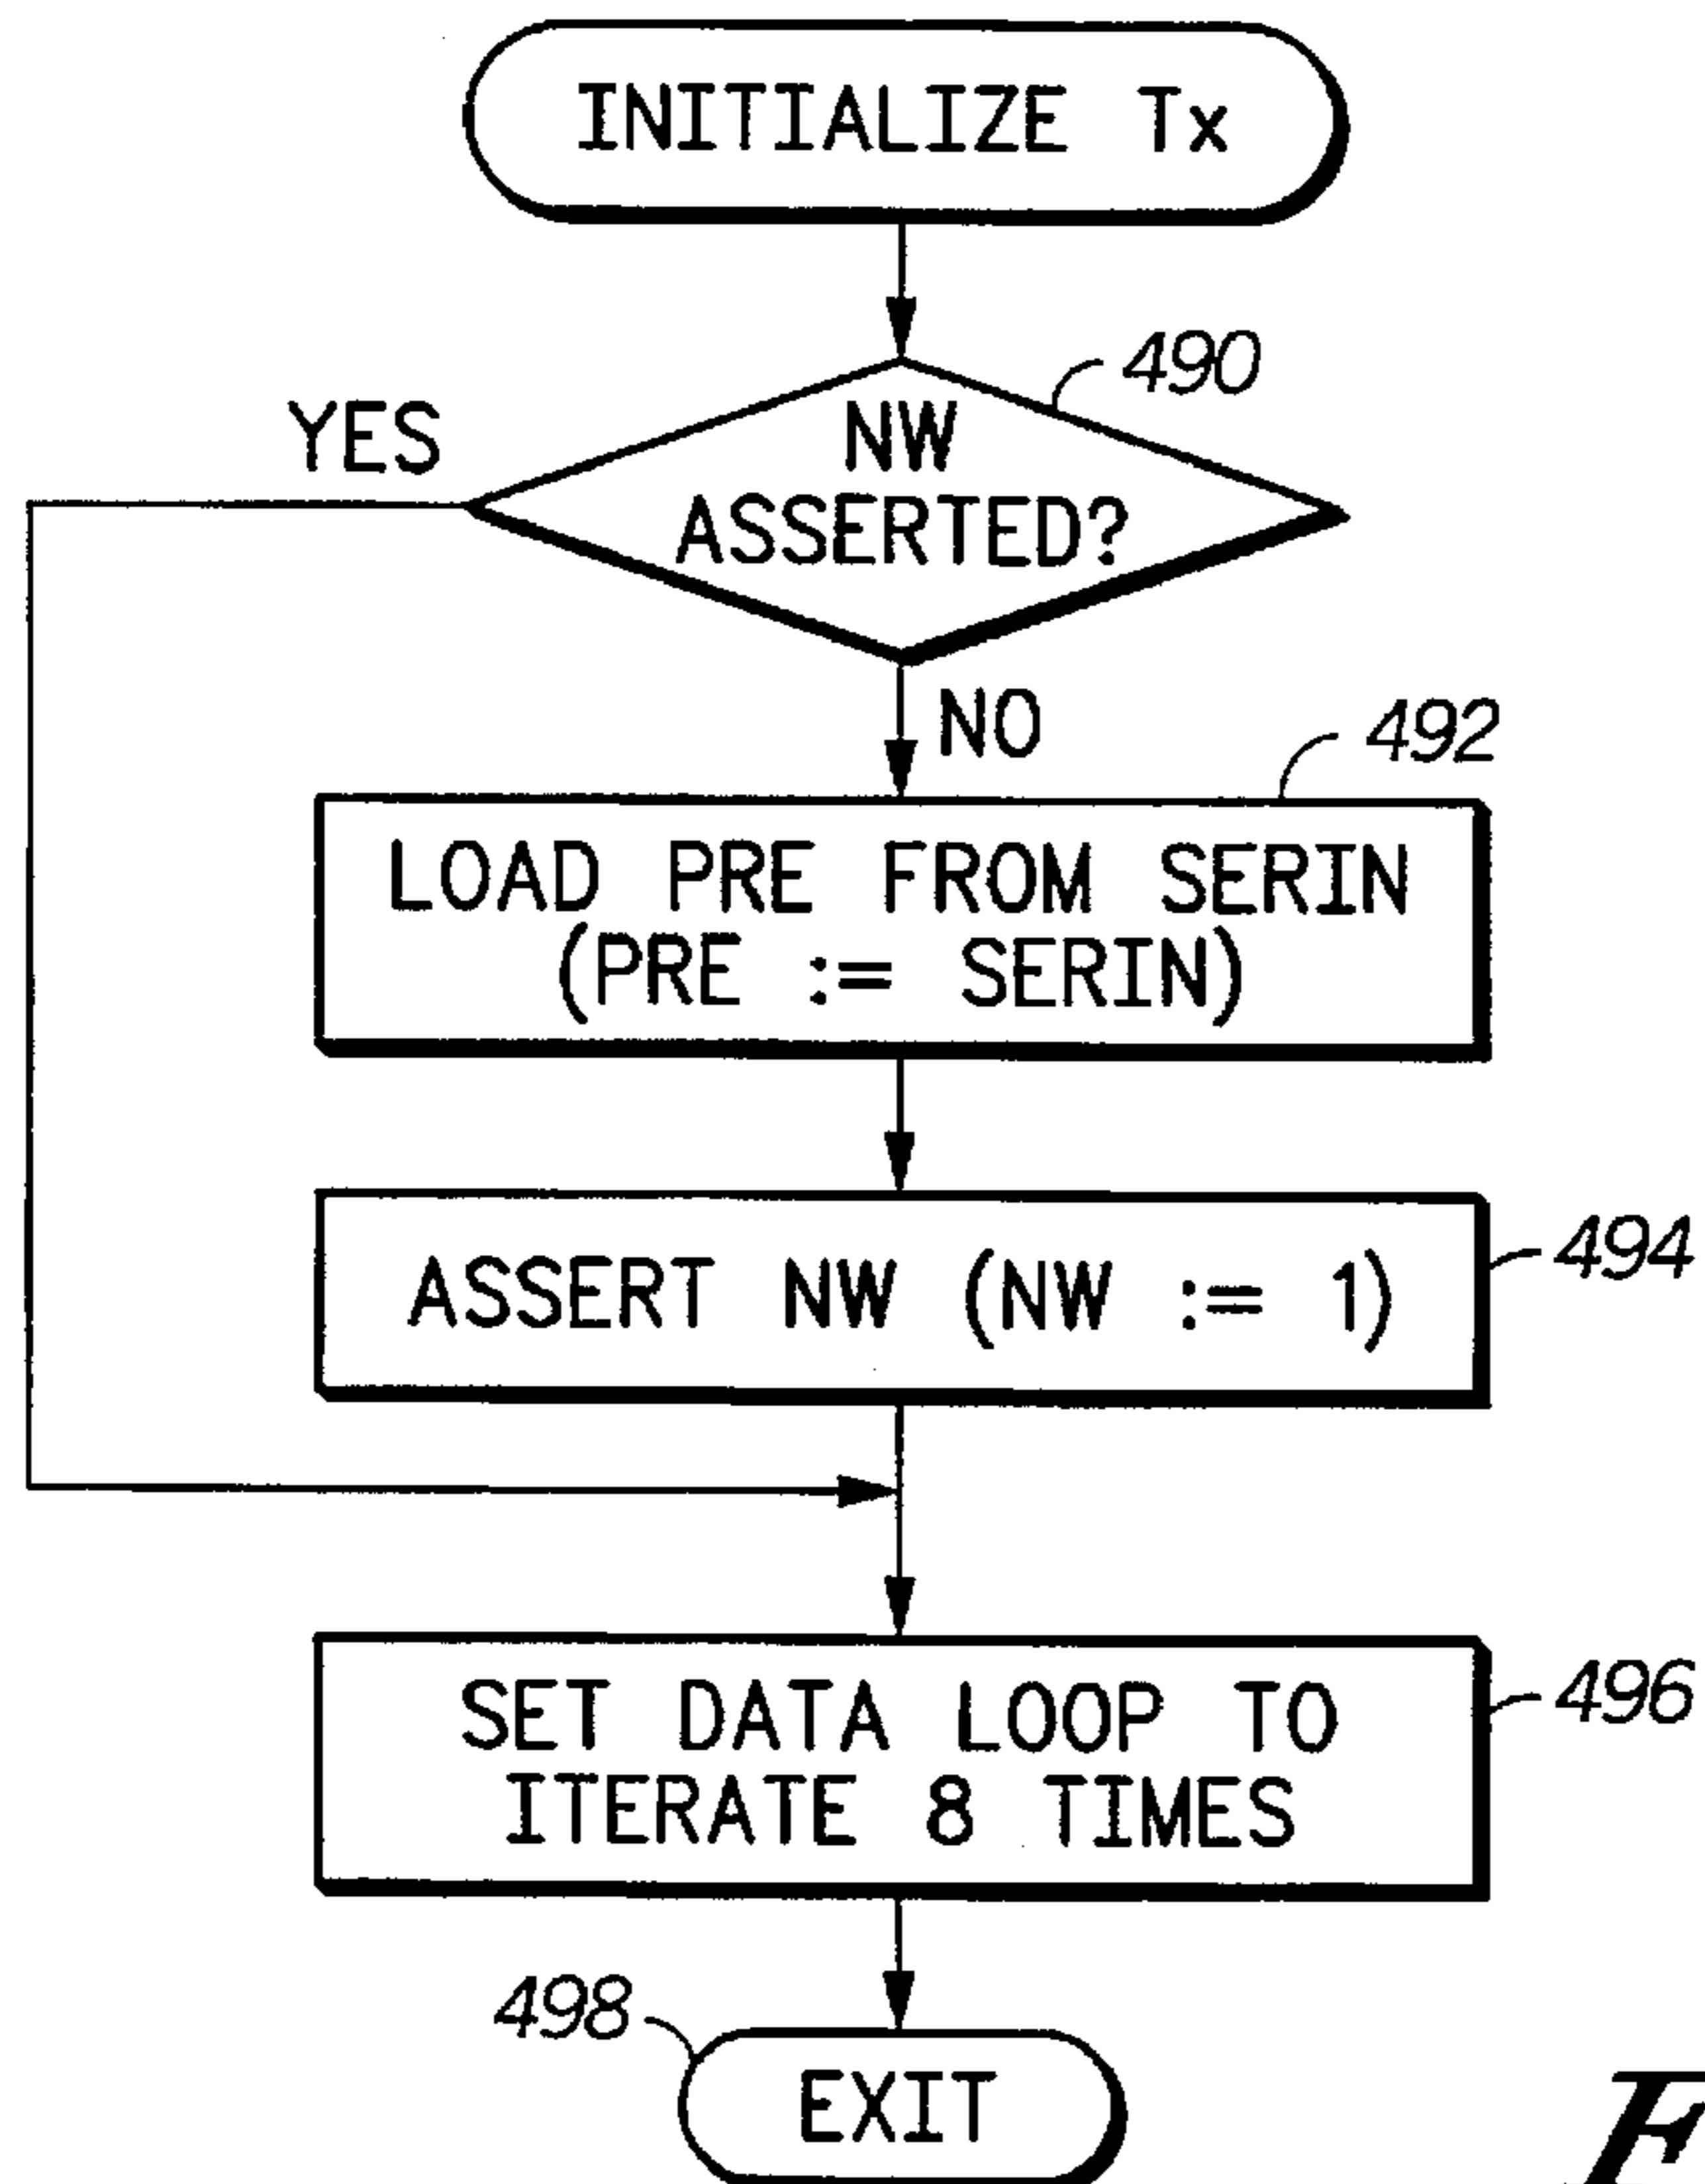 INITIALIZE Tx
490
YES
NW
ASSERTED?
NO
492
LOAD PRE FROM SERIN
(PRE := SERIN)
ASSERT NW (NW := 1)
494
SET DATA LOOP TO
ITERATE 8 TIMES
496
498
EXIT
F